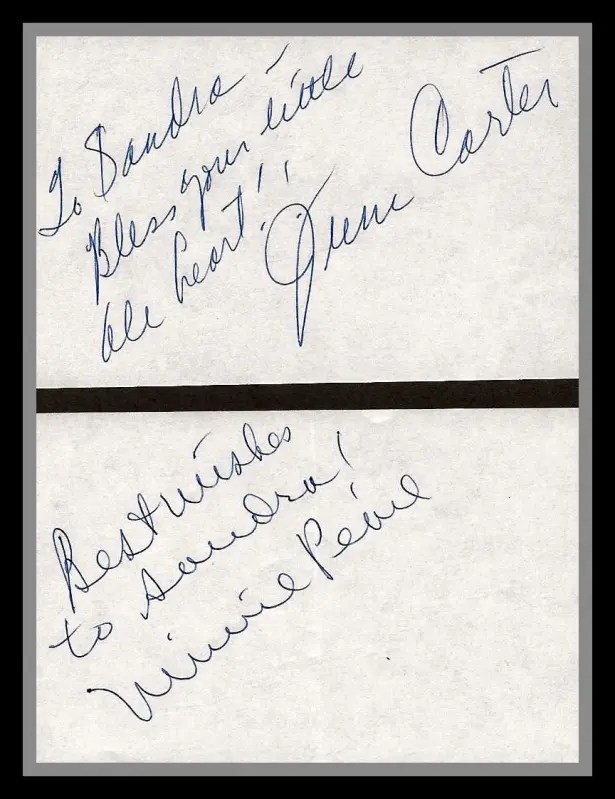 To Sandra –
Bless your little
ole heart!!
June Carter
Best wishes
to Sandra!
Minnie Pearl